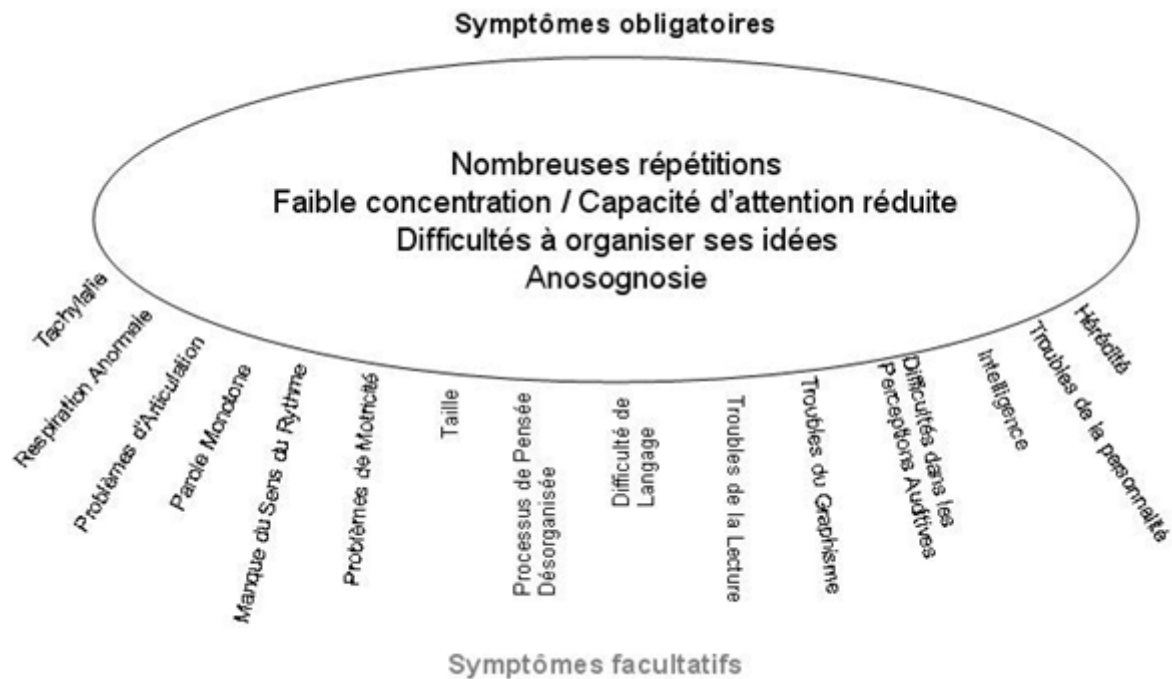 Symptômes obligatoires
Nombreuses répétitions
Faible concentration / Capacité d'attention réduite
Difficultés à organiser ses idées
Anosognosie
Tachylalie
Respiration Anormale
Problèmes d'Articulation
Parole Monotone
Manque du Sens du Rythme
Problèmes de Motricité
Taille
Processus de Pensée
Désorganisée
Difficulté de
Langage
Troubles de la Lecture
Troubles du Graphisme
Difficultés dans les
Perceptions Auditives
Intelligence
Troubles de la personnalité
Hérédité
Symptômes facultatifs